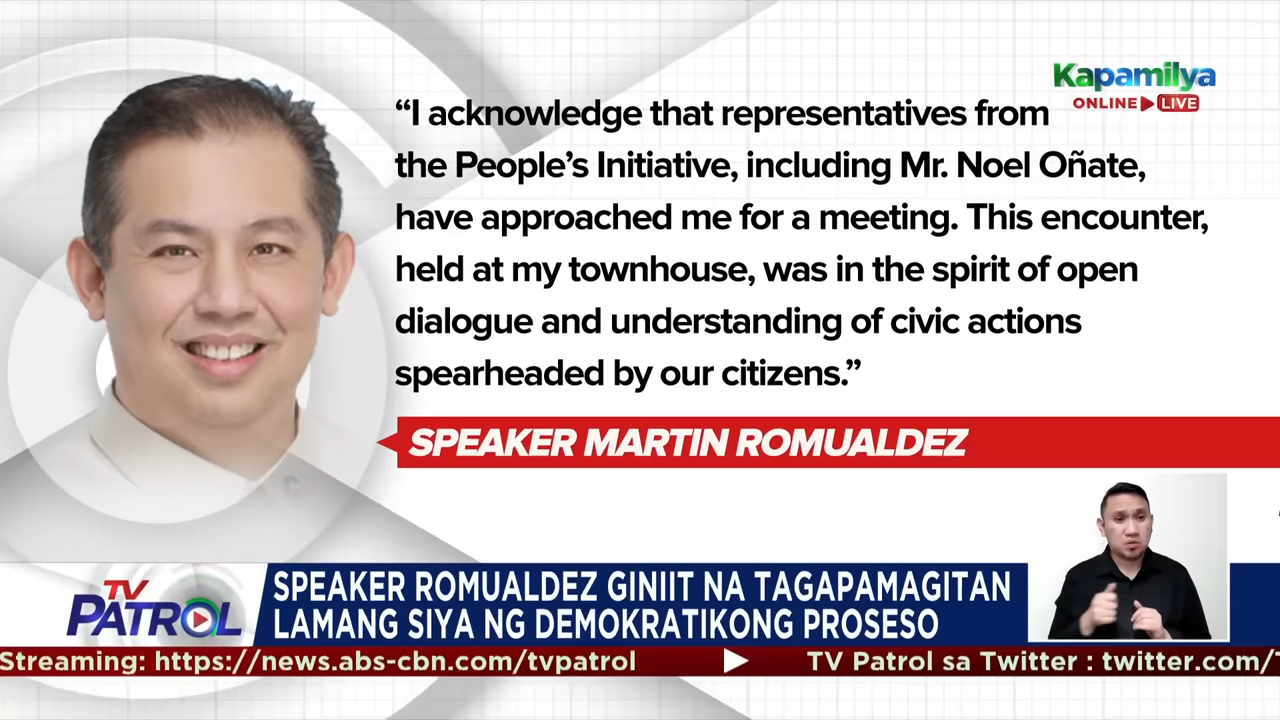 Kapamilya
ONLINE LIVE
“I acknowledge that representatives from
the People’s Initiative, including Mr. Noel Oñate,
have approached me for a meeting. This encounter,
held at my townhouse, was in the spirit of open
dialogue and understanding of civic actions
spearheaded by our citizens.”
SPEAKER MARTIN ROMUALDEZ
TV
PATROL
SPEAKER ROMUALDEZ GINIIT NA TAGAPAMAGITAN
LAMANG SIYA NG DEMOKRATIKONG PROSESO
Streaming: https://news.abs-cbn.com/tvpatrol TV Patrol sa Twitter : twitter.com/T